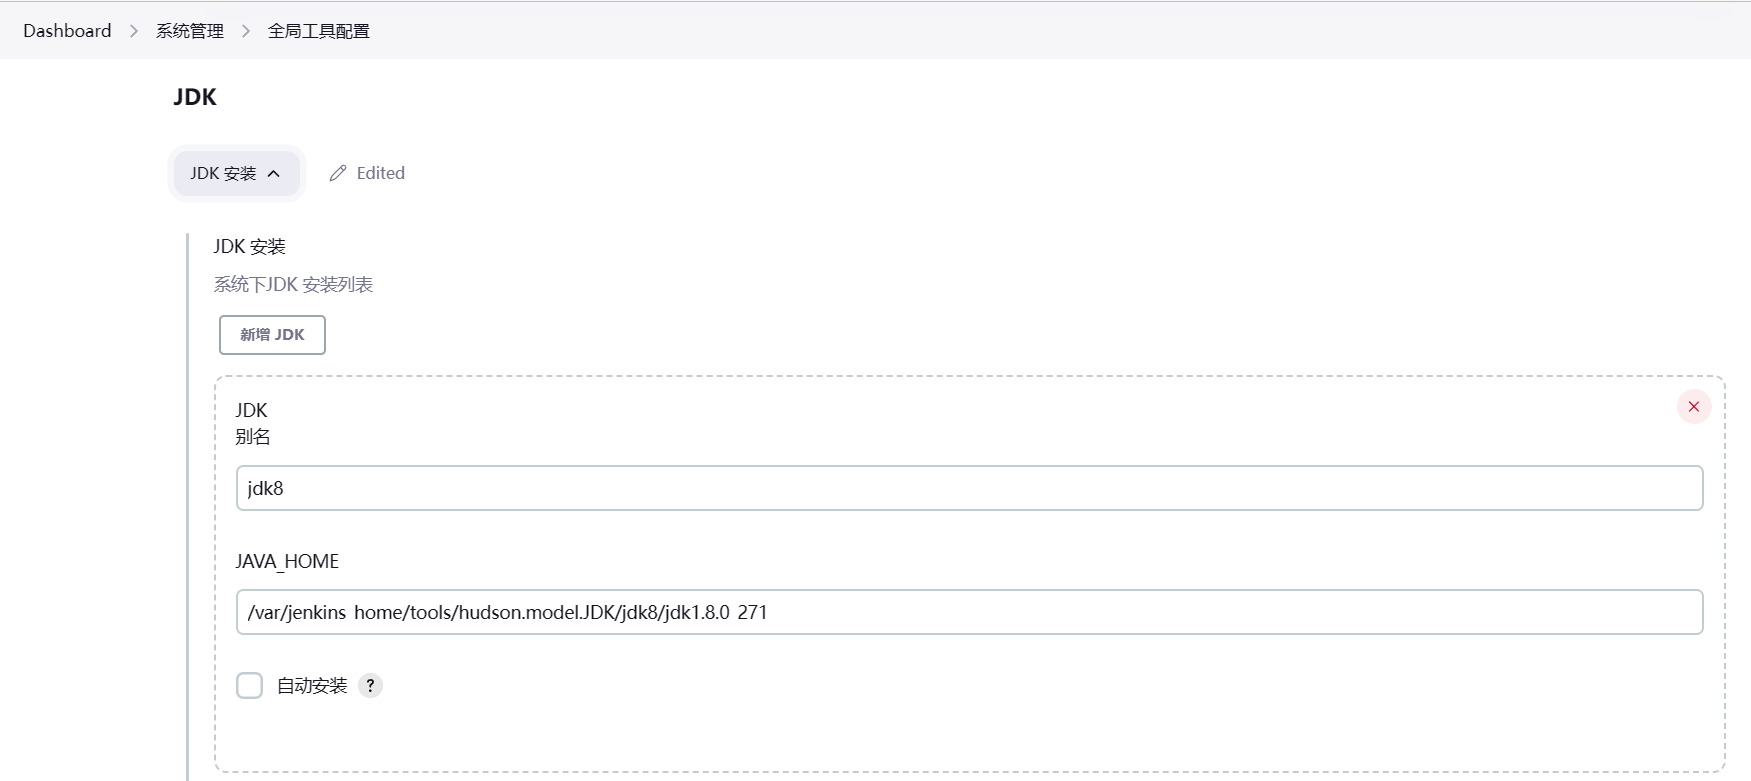 Dashboard > 系统管理 > 全局工具配置
JDK
JDK 安装 Edited
JDK 安装
系统下JDK 安装列表
新增 JDK
JDK
别名
jdk8
JAVA_HOME
/var/jenkins_home/tools/hudson.model.JDK/jdk8/jdk1.8.0_271
自动安装 ?